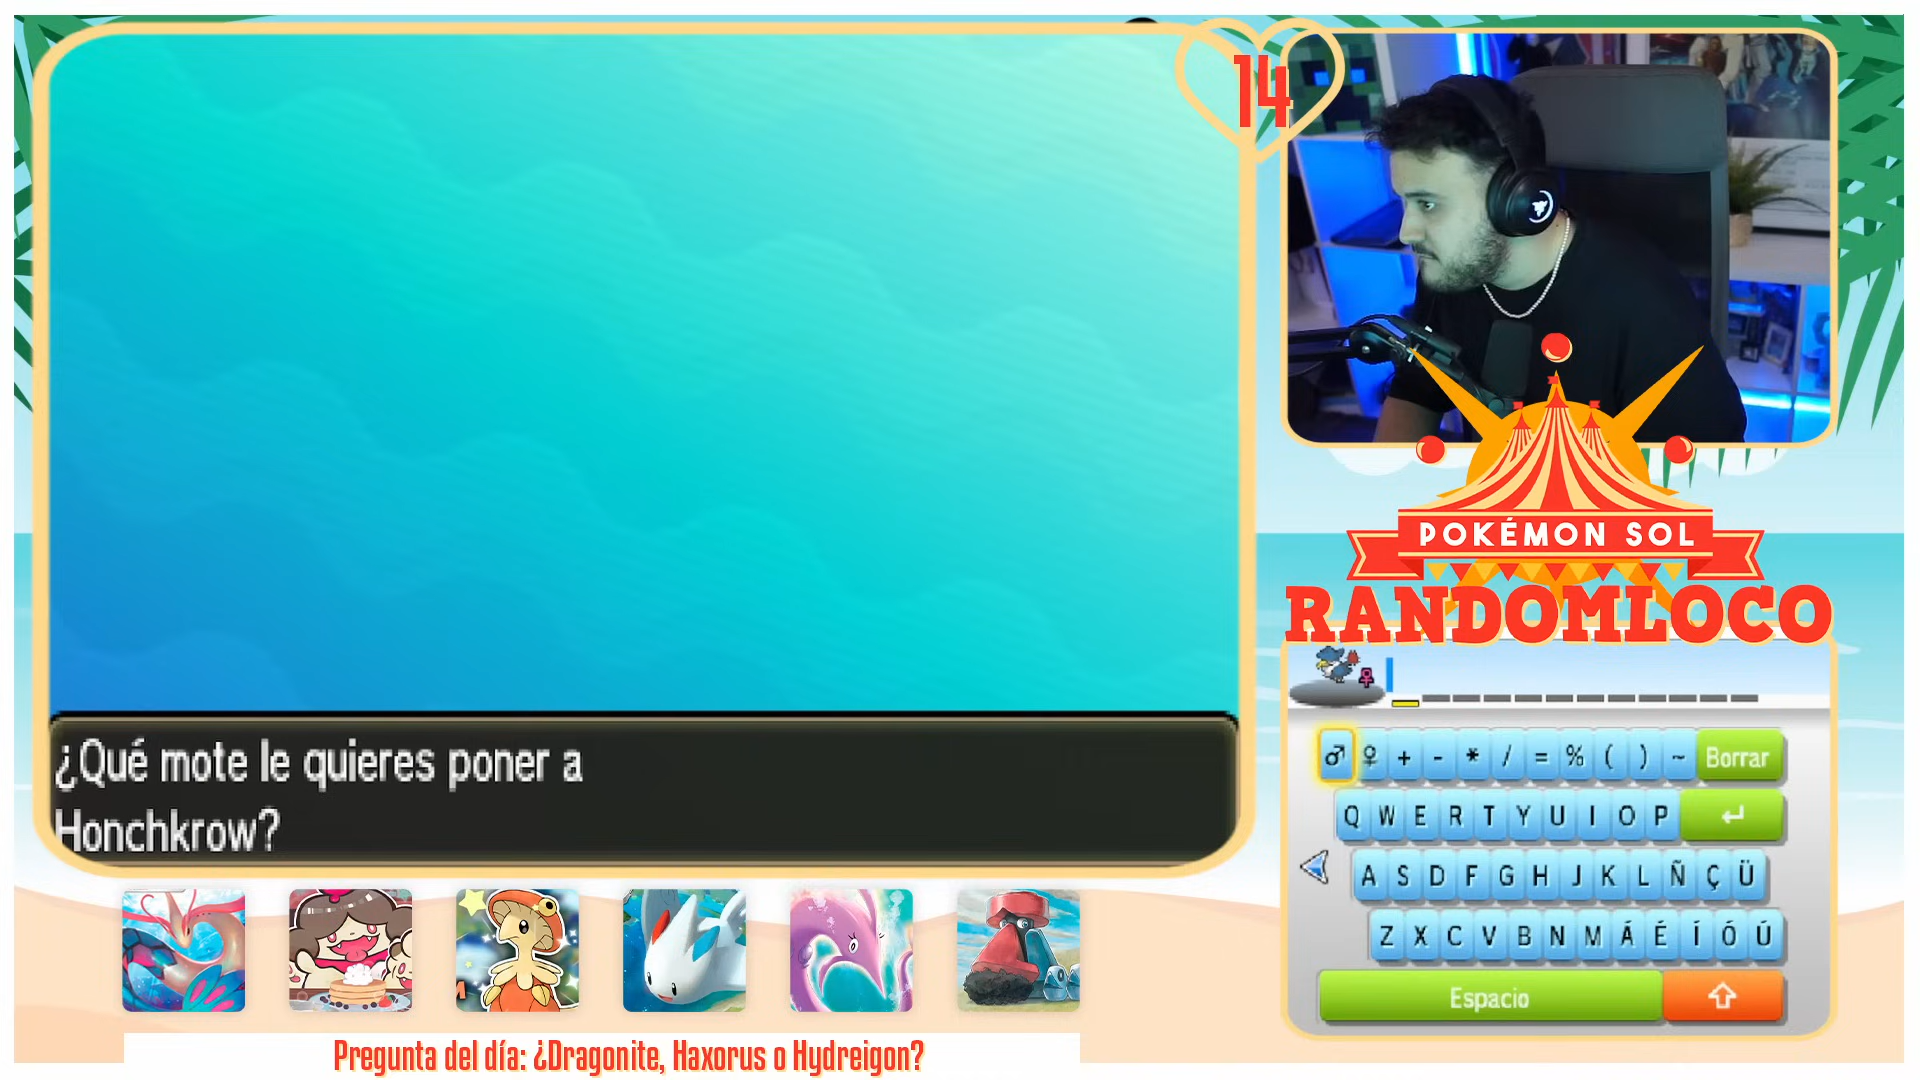 14
POKÉMON SOL
RANDOMLOCO
¿Qué mote le quieres poner a
Honchkrow?
♂ ♀ + - * / = % ( ) ~ Borrar
Q W E R T Y U I O P
A S D F G H J K L Ñ Ç Ü
Z X C V B N M Á É Í Ó Ú
Espacio
Pregunta del día: ¿Dragonite, Haxorus o Hydreigon?